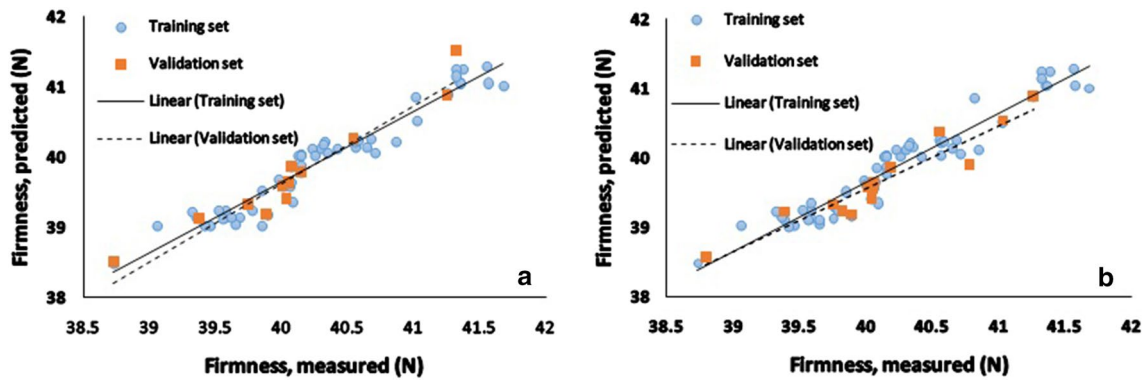 42
41
40
39
38
Firmness, predicted (N)
Training set
Validation set
Linear (Training set)
Linear (Validation set)
a
38.5 39 39.5 40 40.5 41 41.5 42
Firmness, measured (N)
42
41
40
39
38
Firmness, predicted (N)
Training set
Validation set
Linear (Training set)
Linear (Validation set)
b
38.5 39 39.5 40 40.5 41 41.5 42
Firmness, measured (N)